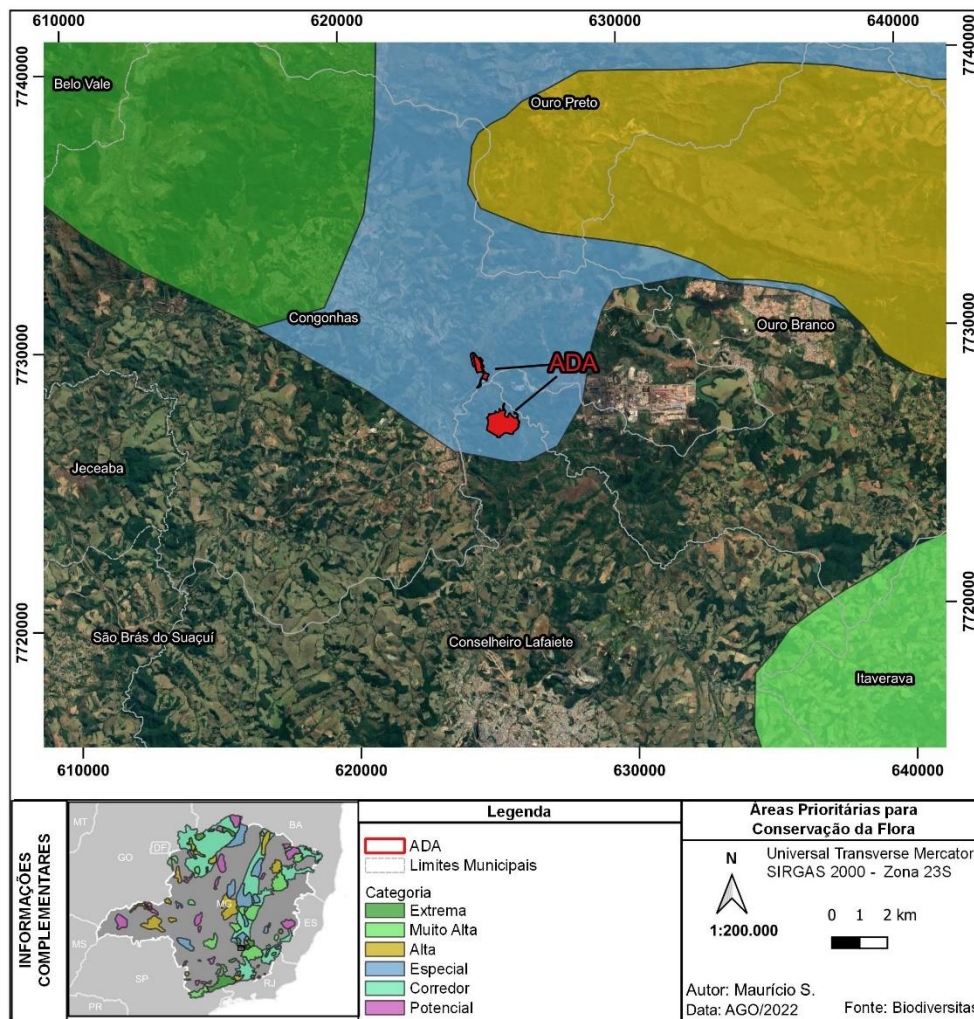 610000
620000
630000
640000
7740000
7740000
Belo Vale
Ouro Preto
7730000
7730000
Congonhas
Ouro Branco
ADA
Jeceaba
7720000
7720000
São Brás do Suaçuí
Conselheiro Lafaiete
Itaverava
610000
620000
630000
640000
INFORMAÇÕES
COMPLEMENTARES
MT
BA
GO
DF
MG
ES
MS
SP
RJ
PR
Legenda
ADA
Limites Municipais
Categoria
Extrema
Muito Alta
Alta
Especial
Corredor
Potencial
Áreas Prioritárias para
Conservação da Flora
Universal Transverse Mercator
SIRGAS 2000 - Zona 23S
N
1:200.000
0 1 2 km
Autor: Maurício S.
Data: AGO/2022
Fonte: Biodiversitas